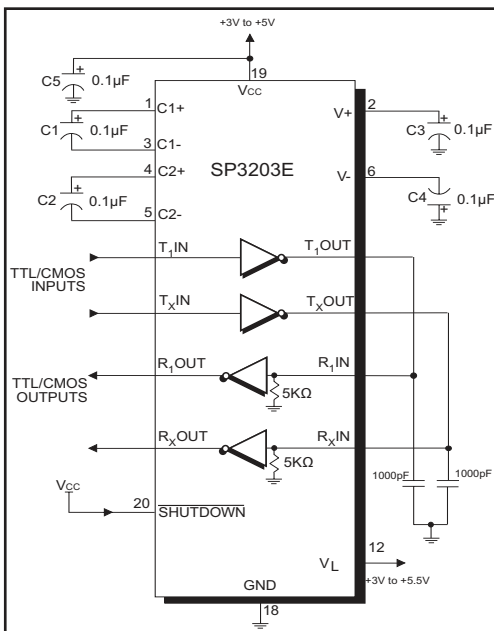 +3V to +5V
19
VCC
C5
+
0.1µF
1
C1+
2
V+
C1
+
0.1µF
C3
+
0.1µF
3
C1-
4
C2+
SP3203E
6
V-
C2
+
0.1µF
C4
+
0.1µF
5
C2-
T1IN
T1OUT
TTL/CMOS
INPUTS
TXIN
TXOUT
R1OUT
R1IN
TTL/CMOS
OUTPUTS
5KΩ
RXOUT
RXIN
5KΩ
1000pF
1000pF
VCC
20
SHUTDOWN
VL
12
+3V to +5.5V
GND
18